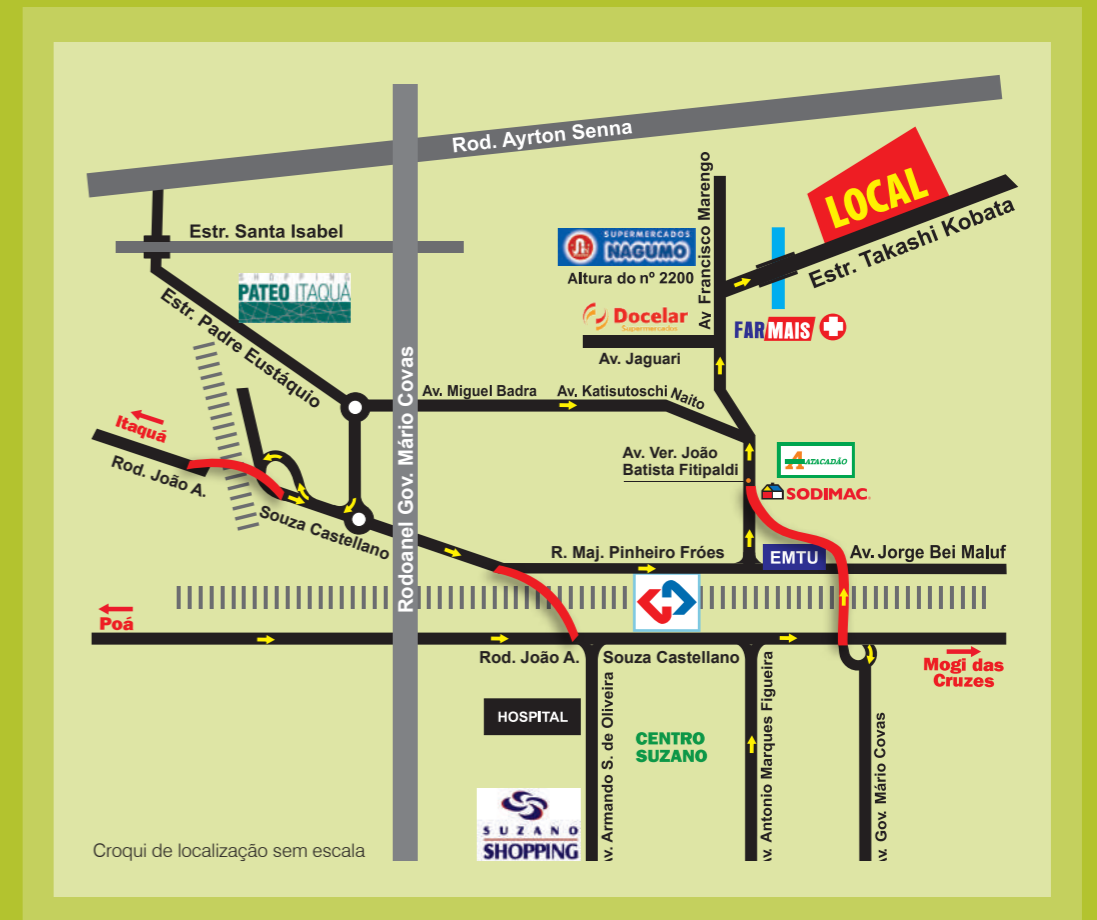 Rod. Ayrton Senna
Av Francisco Marengo
LOCAL
Estr. Takashi Kobata
Estr. Santa Isabel
SUPERMERCADOS
NAGUMO
Altura do nº 2200
SHOPPING
PATEO ITAQUÁ
Docelar
Supermercados
FARMAIS
Estr. Padre Eustáquio
Av. Jaguari
Rodoanel Gov. Mário Covas
Av. Miguel Badra
Av. Katisutoschi Naito
Itaquá
Rod. João A.
Souza Castellano
Av. Ver. João
Batista Fitipaldi
ATACADÃO
SODIMAC
R. Maj. Pinheiro Fróes
EMTU
Av. Jorge Bei Maluf
Poá
Rod. João A.
Souza Castellano
Mogi das
Cruzes
HOSPITAL
v. Armando S. de Oliveira
CENTRO
SUZANO
v. Antonio Marques Figueira
v. Gov. Mário Covas
SUZANO
SHOPPING
Croqui de localização sem escala